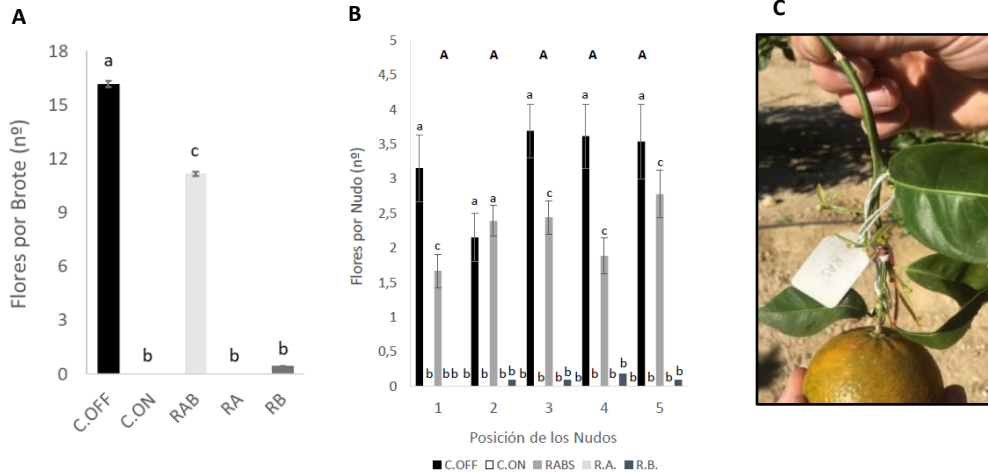 A
B
C
Flores por Brote (nº)
18
15
12
9
6
3
0
a
b
c
b
b
C.OFF
C.ON
RAB
RA
RB
Flores por Nudo (nº)
5
4,5
4
3,5
3
2,5
2
1,5
1
0,5
0
A A A A A
a a a a a a
c c c c
b b b b b b b b b b b b b b b
1 2 3 4 5
Posición de los Nudos
C.OFF C.ON RABS R.A. R.B.